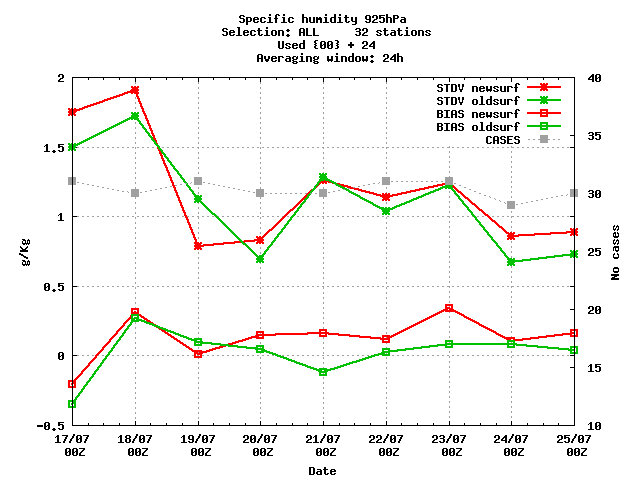 Specific humidity 925hPa
Selection: ALL     32 stations
Used {00} + 24
Averaging window: 24h
STDV newsurf
STDV oldsurf
BIAS newsurf
BIAS oldsurf
CASES
2
1.5
1
0.5
0
-0.5
g/Kg
40
35
30
25
20
15
10
No cases
17/07 18/07 19/07 20/07 21/07 22/07 23/07 24/07 25/07
00Z 00Z 00Z 00Z 00Z 00Z 00Z 00Z 00Z
Date